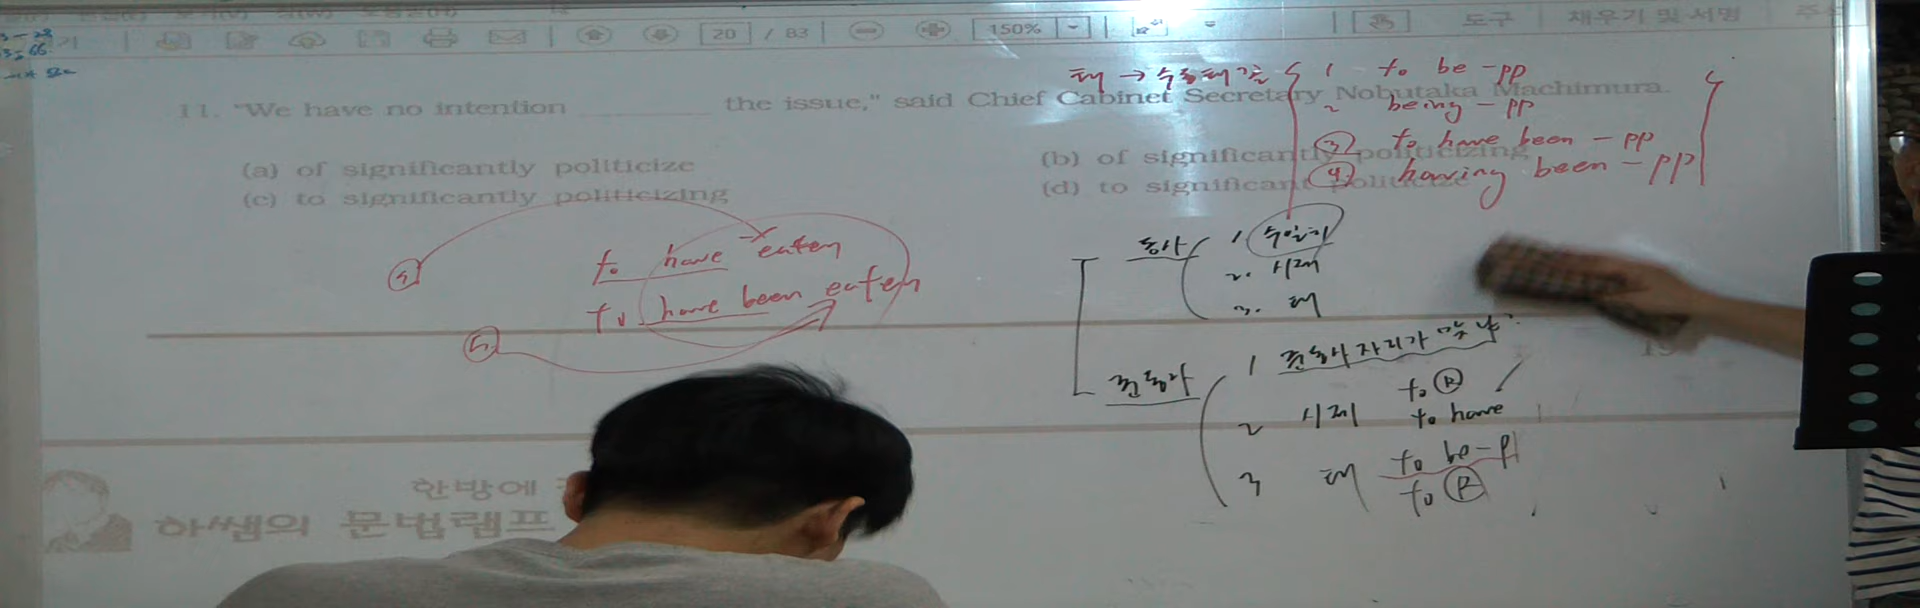 20 / 83
150%
도구
채우기 및 서명
태 → 수동태
1 to be -pp
2 being - pp
③ to have been - pp
④ having been - pp
11. "We have no intention ________ the issue," said Chief Cabinet Secretary Nobutaka Machimura.
(a) of significantly politicize
(b) of significantly politicizing
(c) to significantly politicizing
(d) to significant politicize
to have eaten
to have been eaten
동사
1 수일치
2. 시제
3. 태
준동사
1 준동사 자리가 맞나?
2 시제
to Ⓡ
to have
3 태
to be - p
to Ⓡ
19
한방에
하쌤의 문법램프